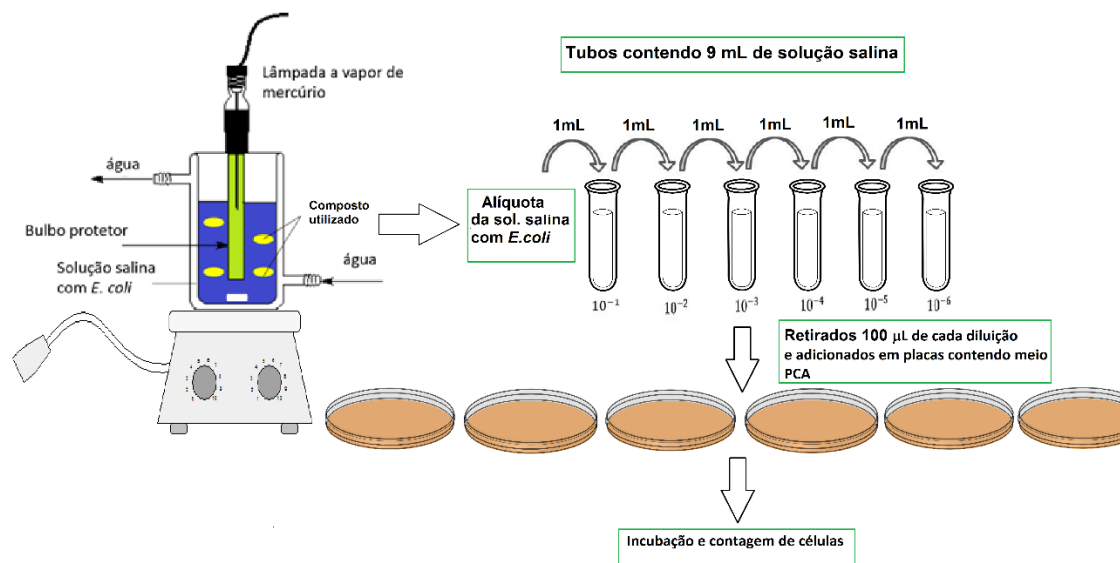 Lâmpada a vapor de
mercúrio
água
Composto
utilizado
Bulbo protetor
Solução salina
com E. coli
água
Tubos contendo 9 mL de solução salina
1mL
1mL
1mL
1mL
1mL
1mL
Alíquota
da sol. salina
com E.coli
10⁻¹
10⁻²
10⁻³
10⁻⁴
10⁻⁵
10⁻⁶
Retirados 100 μL de cada diluição
e adicionados em placas contendo meio
PCA
Incubação e contagem de células